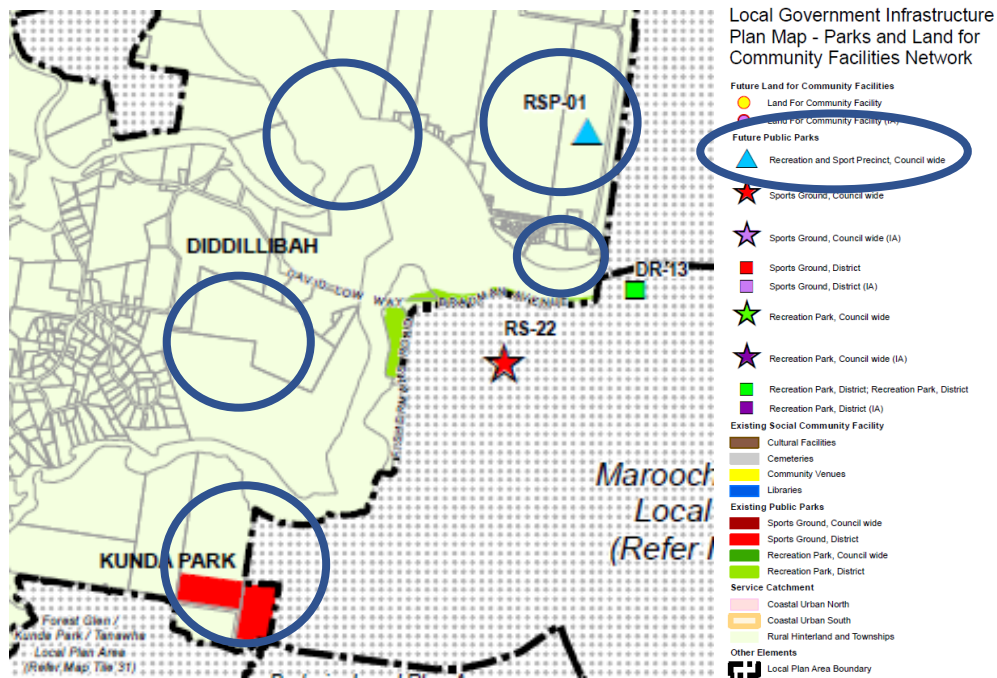 Local Government Infrastructure
Plan Map - Parks and Land for
Community Facilities Network
Future Land for Community Facilities
Land For Community Facility
Land For Community Facility (IA)
Future Public Parks
Recreation and Sport Precinct, Council wide
Sports Ground, Council wide
Sports Ground, Council wide (IA)
Sports Ground, District
Sports Ground, District (IA)
Recreation Park, Council wide
Recreation Park, Council wide (IA)
Recreation Park, District; Recreation Park, District
Recreation Park, District (IA)
Existing Social Community Facility
Cultural Facilities
Cemeteries
Community Venues
Libraries
Existing Public Parks
Sports Ground, Council wide
Sports Ground, District
Recreation Park, Council wide
Recreation Park, District
Service Catchment
Coastal Urban North
Coastal Urban South
Rural Hinterland and Townships
Other Elements
Local Plan Area Boundary
RSP-01
DIDDILLIBAH
DAVID LOW WAY
BRADMAN AVENUE
DR-13
RS-22
Marooch
Local
(Refer
KUNDA PARK
Forest Glen /
Kunda Park / Tanawha
Local Plan Area
(Refer Map Tile 31)